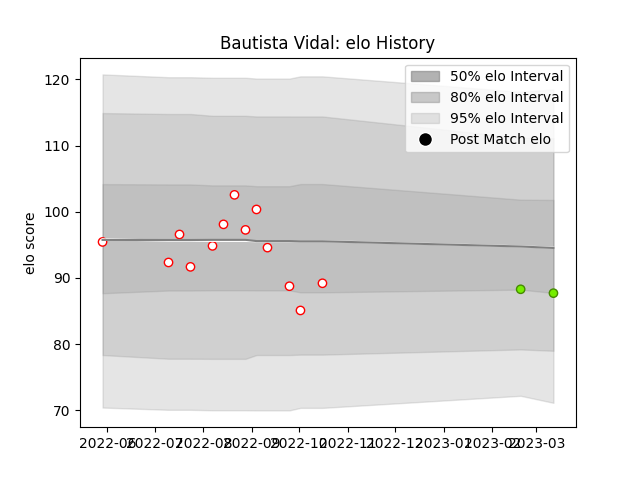 Bautista Vidal: elo History
120
110
100
90
80
70
elo score
50% elo Interval
80% elo Interval
95% elo Interval
Post Match elo
2022-06
2022-07
2022-08
2022-09
2022-10
2022-11
2022-12
2023-01
2023-02
2023-03